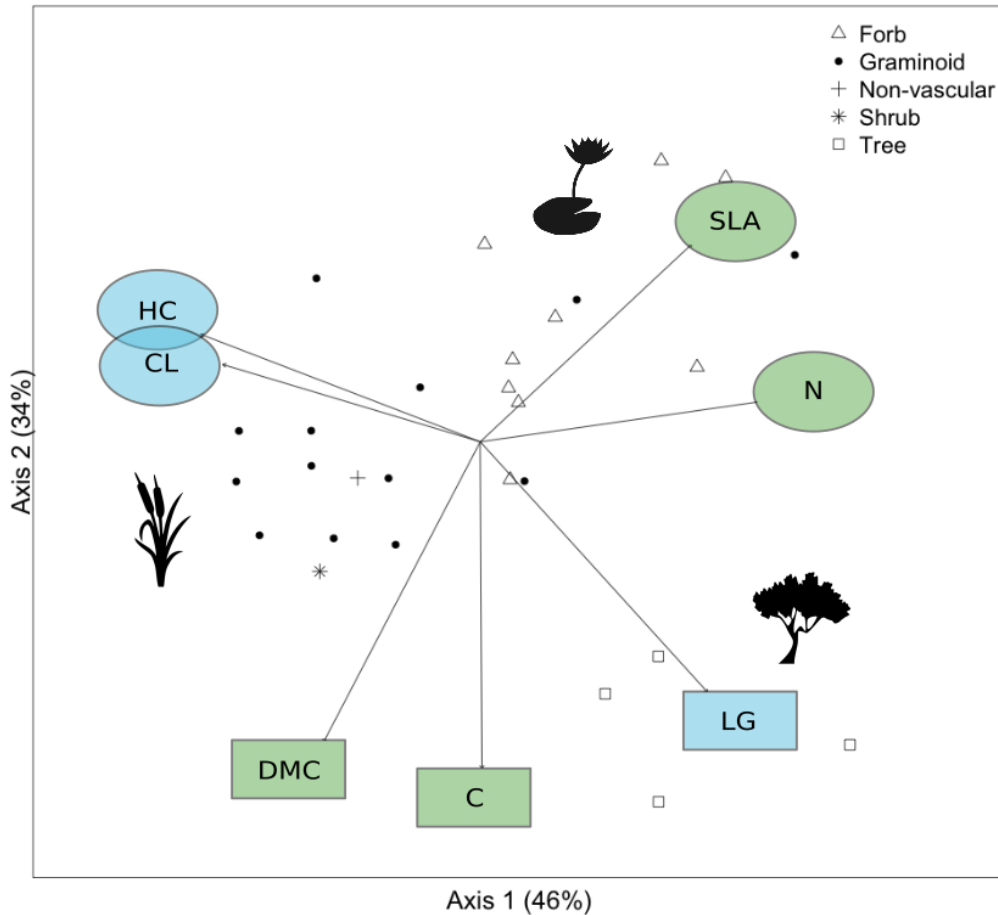 Forb
Graminoid
Non-vascular
Shrub
Tree
SLA
HC
CL
N
Axis 2 (34%)
LG
DMC
C
Axis 1 (46%)